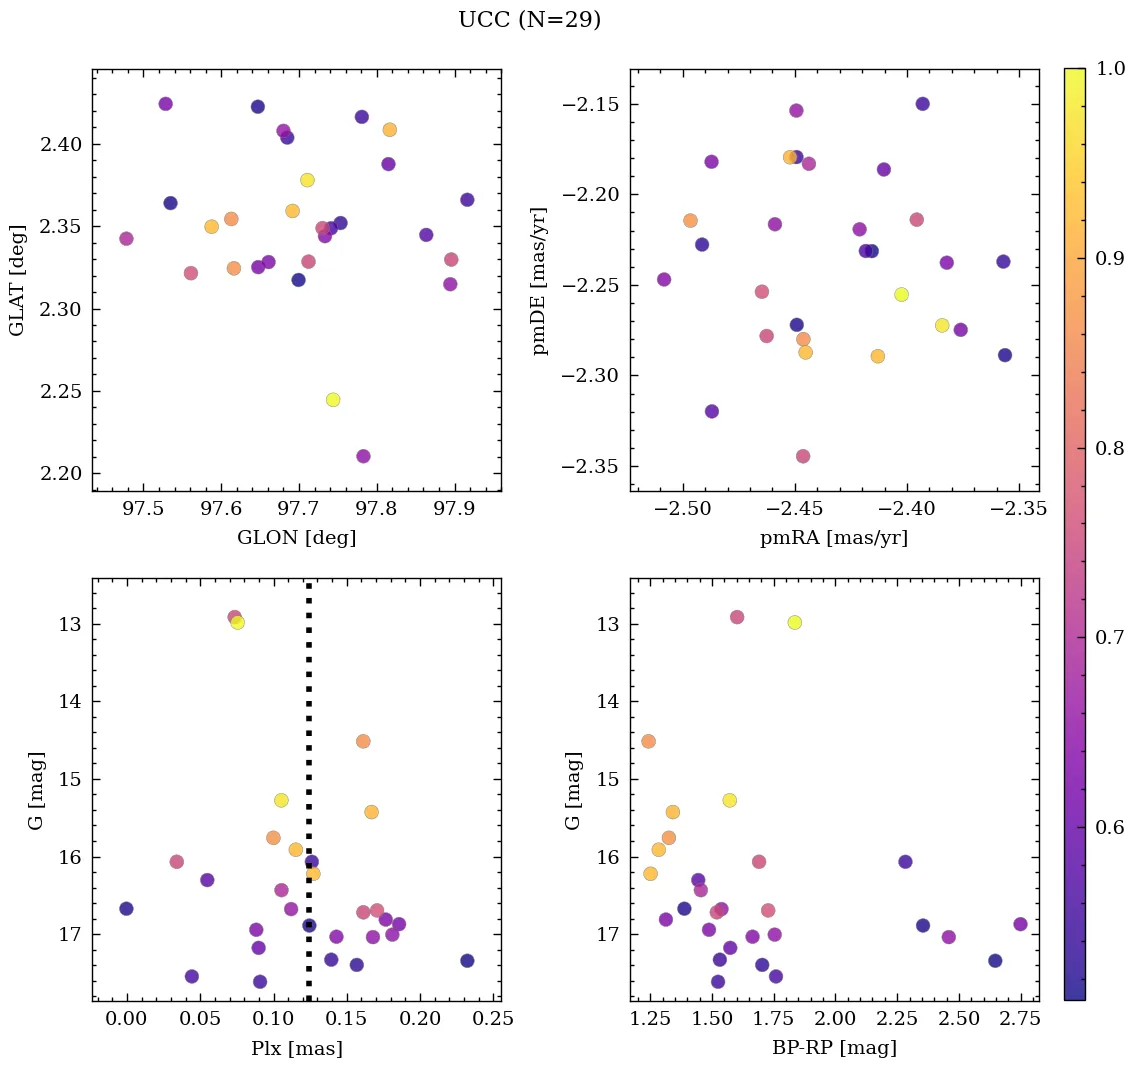 UCC (N=29)
2.40
2.35
2.30
2.25
2.20
GLAT [deg]
97.5 97.6 97.7 97.8 97.9
GLON [deg]
−2.15
−2.20
−2.25
−2.30
−2.35
pmDE [mas/yr]
−2.50 −2.45 −2.40 −2.35
pmRA [mas/yr]
13
14
15
16
17
G [mag]
0.00 0.05 0.10 0.15 0.20 0.25
Plx [mas]
13
14
15
16
17
G [mag]
1.25 1.50 1.75 2.00 2.25 2.50 2.75
BP-RP [mag]
1.0
0.9
0.8
0.7
0.6